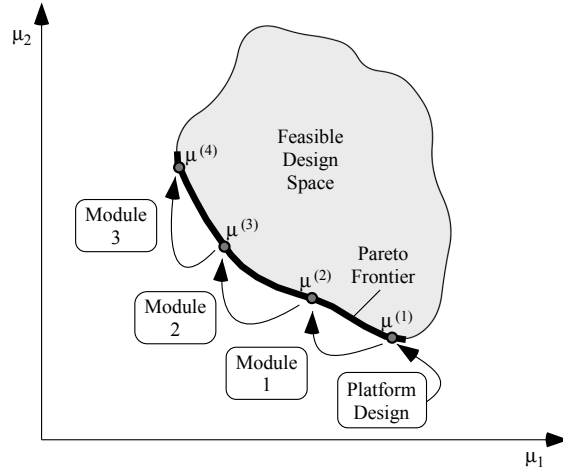 μ2
Feasible
Design
Space
μ(4)
Module
3
μ(3)
Pareto
Frontier
Module
2
μ(2)
μ(1)
Module
1
Platform
Design
μ1